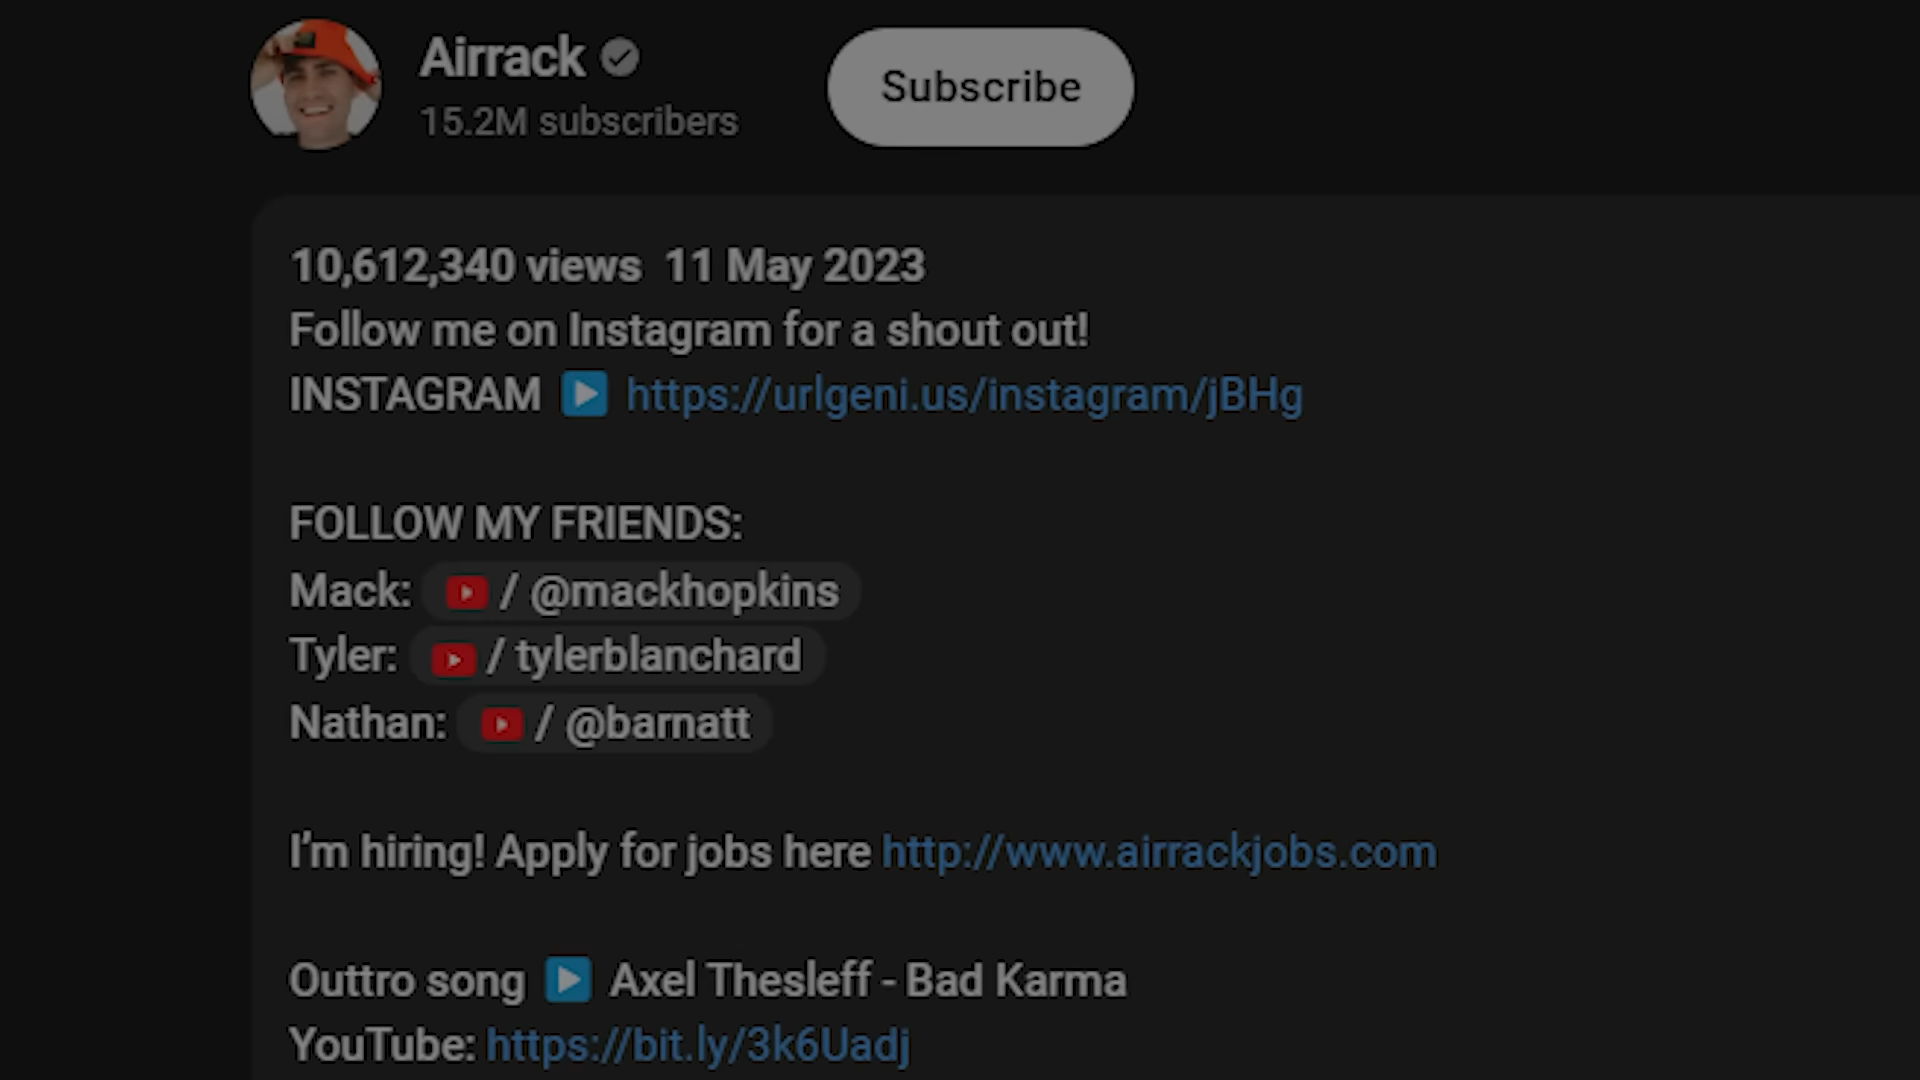 Airrack
15.2M subscribers
Subscribe
10,612,340 views 11 May 2023
Follow me on Instagram for a shout out!
INSTAGRAM ▶️ https://urlgeni.us/instagram/jBHg
FOLLOW MY FRIENDS:
Mack: / @mackhopkins
Tyler: / tylerblanchard
Nathan: / @barnatt
I'm hiring! Apply for jobs here http://www.airrackjobs.com
Outtro song ▶️ Axel Thesleff - Bad Karma
YouTube: https://bit.ly/3k6Uadj